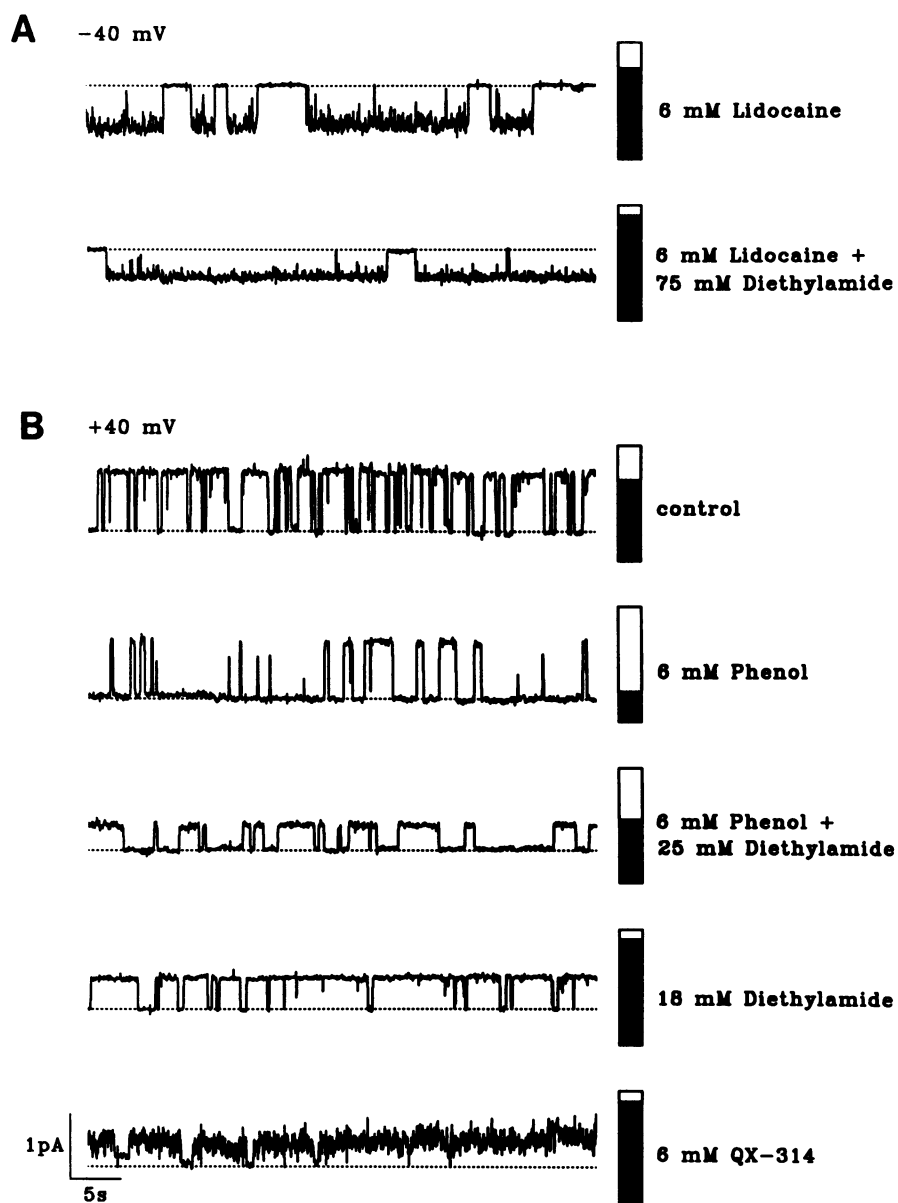 A
-40 mV
6 mM Lidocaine
6 mM Lidocaine +
75 mM Diethylamide
B
+40 mV
control
6 mM Phenol
6 mM Phenol +
25 mM Diethylamide
18 mM Diethylamide
6 mM QX-314
1pA
5s